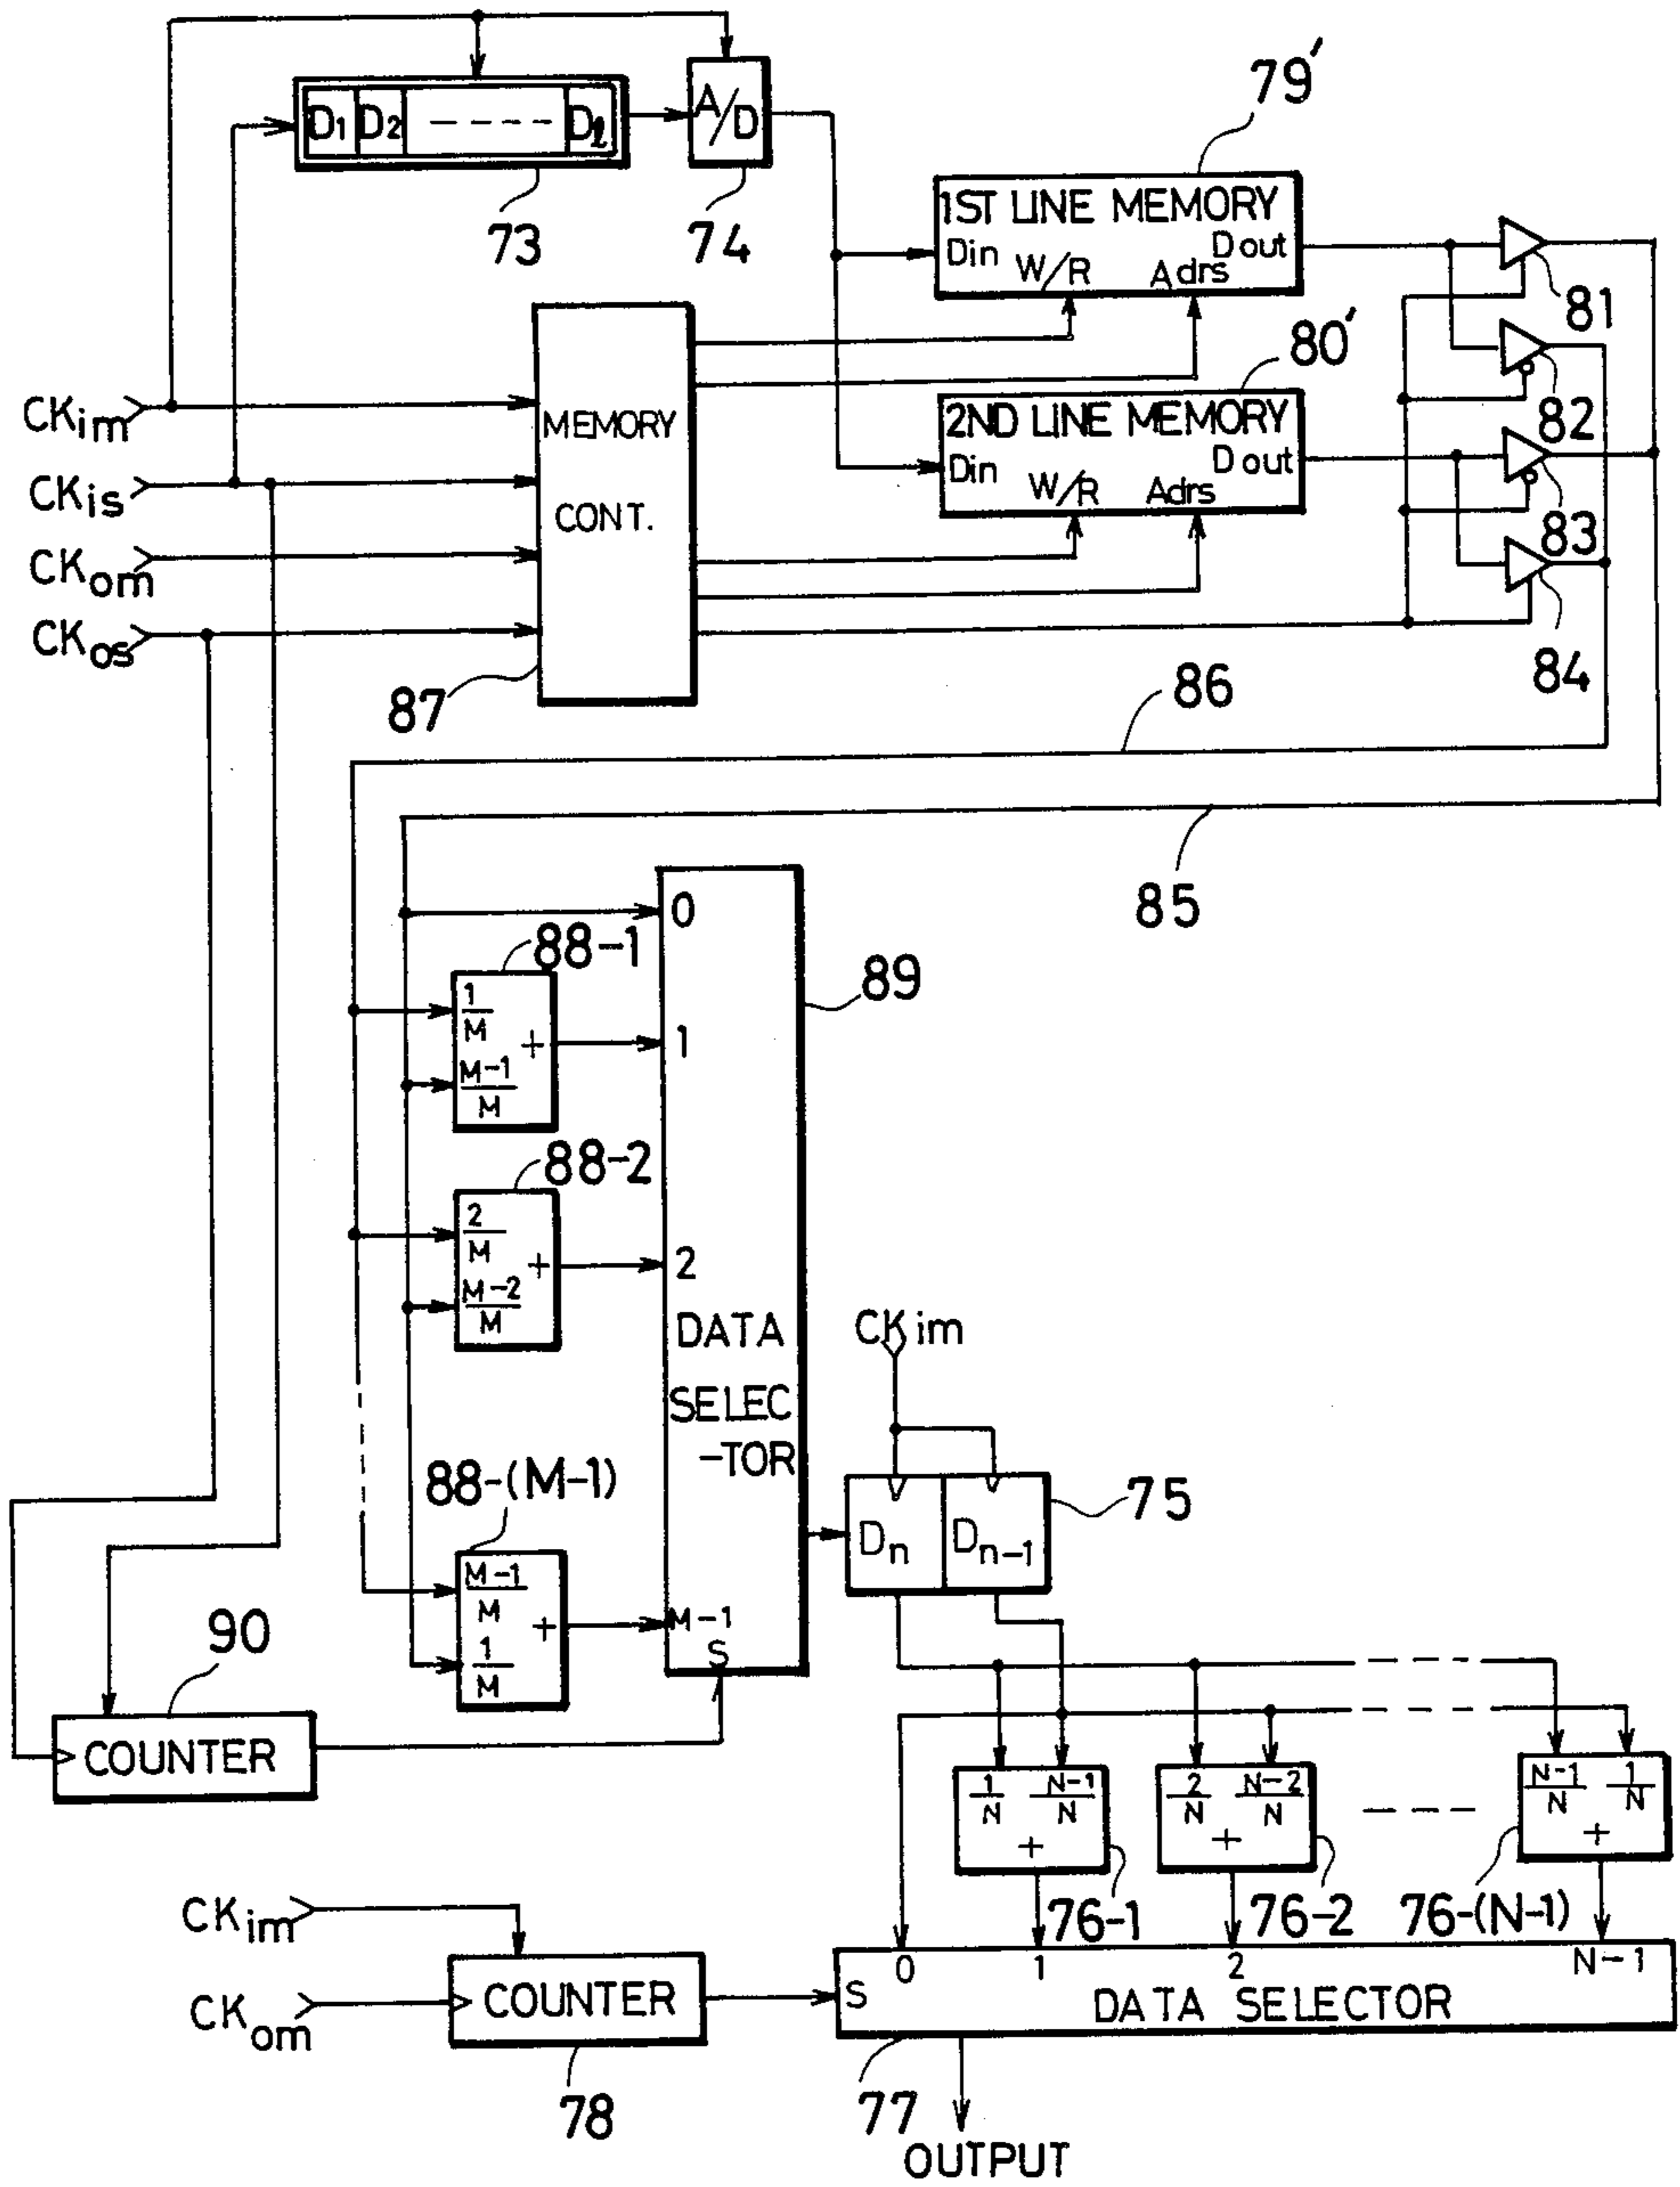 D1 D2 ---- Dℓ
A/D
73
74
79'
1ST LINE MEMORY
Din W/R Adrs Dout
81
80'
82
2ND LINE MEMORY
Din W/R Adrs Dout
83
84
CKim
CKis
CKom
CKos
MEMORY
CONT.
87
86
85
0
88-1
1/M
M-1/M
+
1
89
88-2
2/M
M-2/M
+
2
DATA
SELEC
-TOR
CKim
88-(M-1)
M-1/M
1/M
+
M-1
S
Dn Dn-1
75
90
COUNTER
1/N N-1/N
+
2/N N-2/N
+
N-1/N 1/N
+
76-1
76-2
76-(N-1)
CKim
CKom
COUNTER
78
S 0 1 2 N-1
DATA SELECTOR
77
OUTPUT